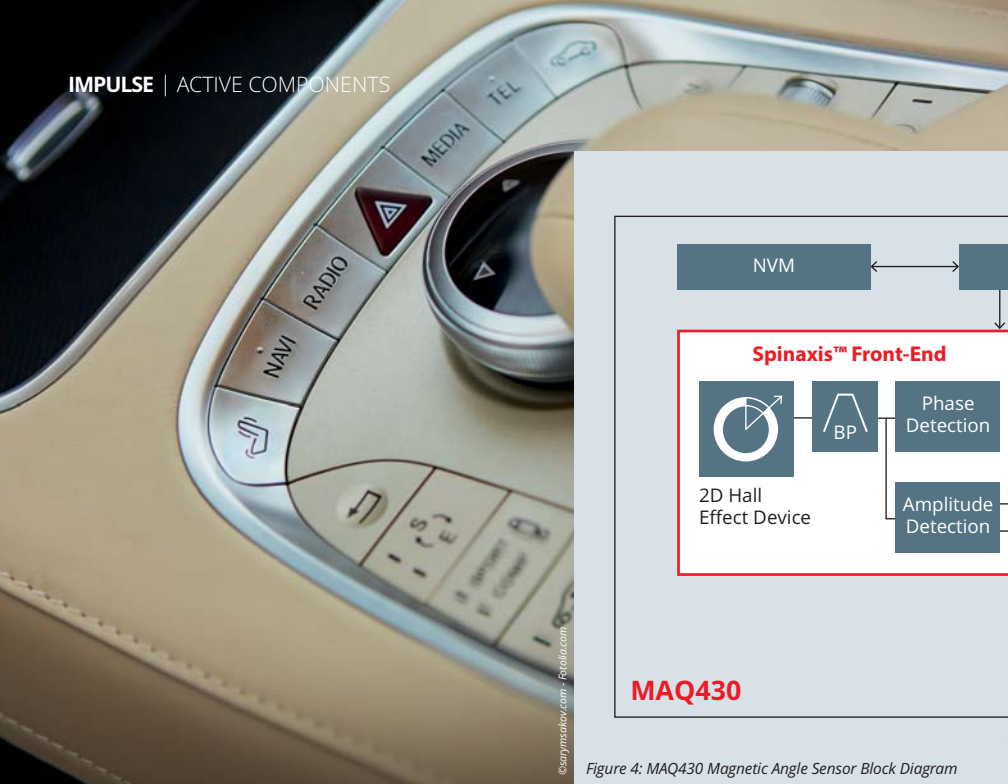 IMPULSE | ACTIVE COMPONENTS
TEL
MEDIA
RADIO
NAVI
S
E
NVM
Spinaxis™ Front-End
BP
Phase
Detection
2D Hall
Effect Device
Amplitude
Detection
MAQ430
©sarymsakov.com - Fotolia.com
Figure 4: MAQ430 Magnetic Angle Sensor Block Diagram